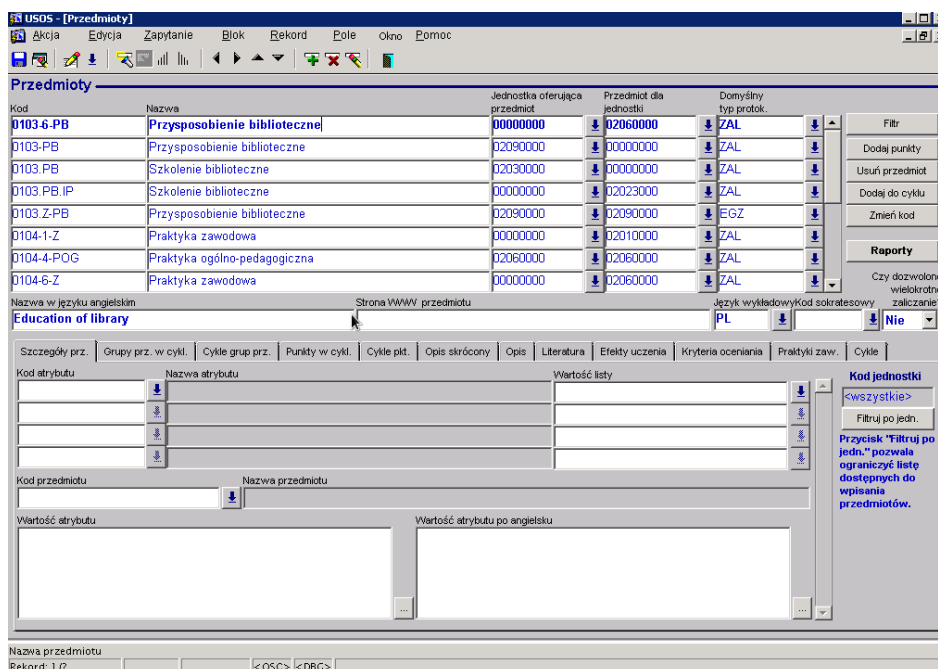 USOS - [Przedmioty]
Akcja Edycja Zapytanie Blok Rekord Pole Okno Pomoc
Przedmioty
Kod Nazwa Jednostka oferująca przedmiot Przedmiot dla jednostki Domyślny typ protok.
0103-6-PB Przysposobienie biblioteczne 00000000 02060000 ZAL Filtr
0103-PB Przysposobienie biblioteczne 02090000 00000000 ZAL Dodaj punkty
0103.PB Szkolenie biblioteczne 02030000 00000000 ZAL Usuń przedmiot
0103.PB.IP Szkolenie biblioteczne 00000000 02023000 ZAL Dodaj do cyklu
0103.Z-PB Przysposobienie biblioteczne 02090000 02090000 EGZ Zmień kod
0104-1-Z Praktyka zawodowa 00000000 02010000 ZAL
Raporty
0104-4-POG Praktyka ogólno-pedagogiczna 02060000 02060000 ZAL
0104-6-Z Praktyka zawodowa 00000000 02060000 ZAL
Czy dozwolone
wielokrotne
zaliczanie
Nazwa w języku angielskim Strona WWW przedmiotu Język wykładowy Kod sokratesowy
Education of library PL Nie
Szczegóły prz. Grupy prz. w cykl. Cykle grup prz. Punkty w cykl. Cykle pkt. Opis skrócony Opis Literatura Efekty uczenia Kryteria oceniania Praktyki zaw. Cykle
Kod atrybutu Nazwa atrybutu Wartość listy Kod jednostki
<wszystkie>
Filtruj po jedn.
Przycisk "Filtruj po
jedn." pozwala
ograniczyć listę
dostępnych do
wpisania
przedmiotów.
Kod przedmiotu Nazwa przedmiotu
Wartość atrybutu Wartość atrybutu po angielsku
... ...
Nazwa przedmiotu
Rekord: 1/? <OSC> <DBG>